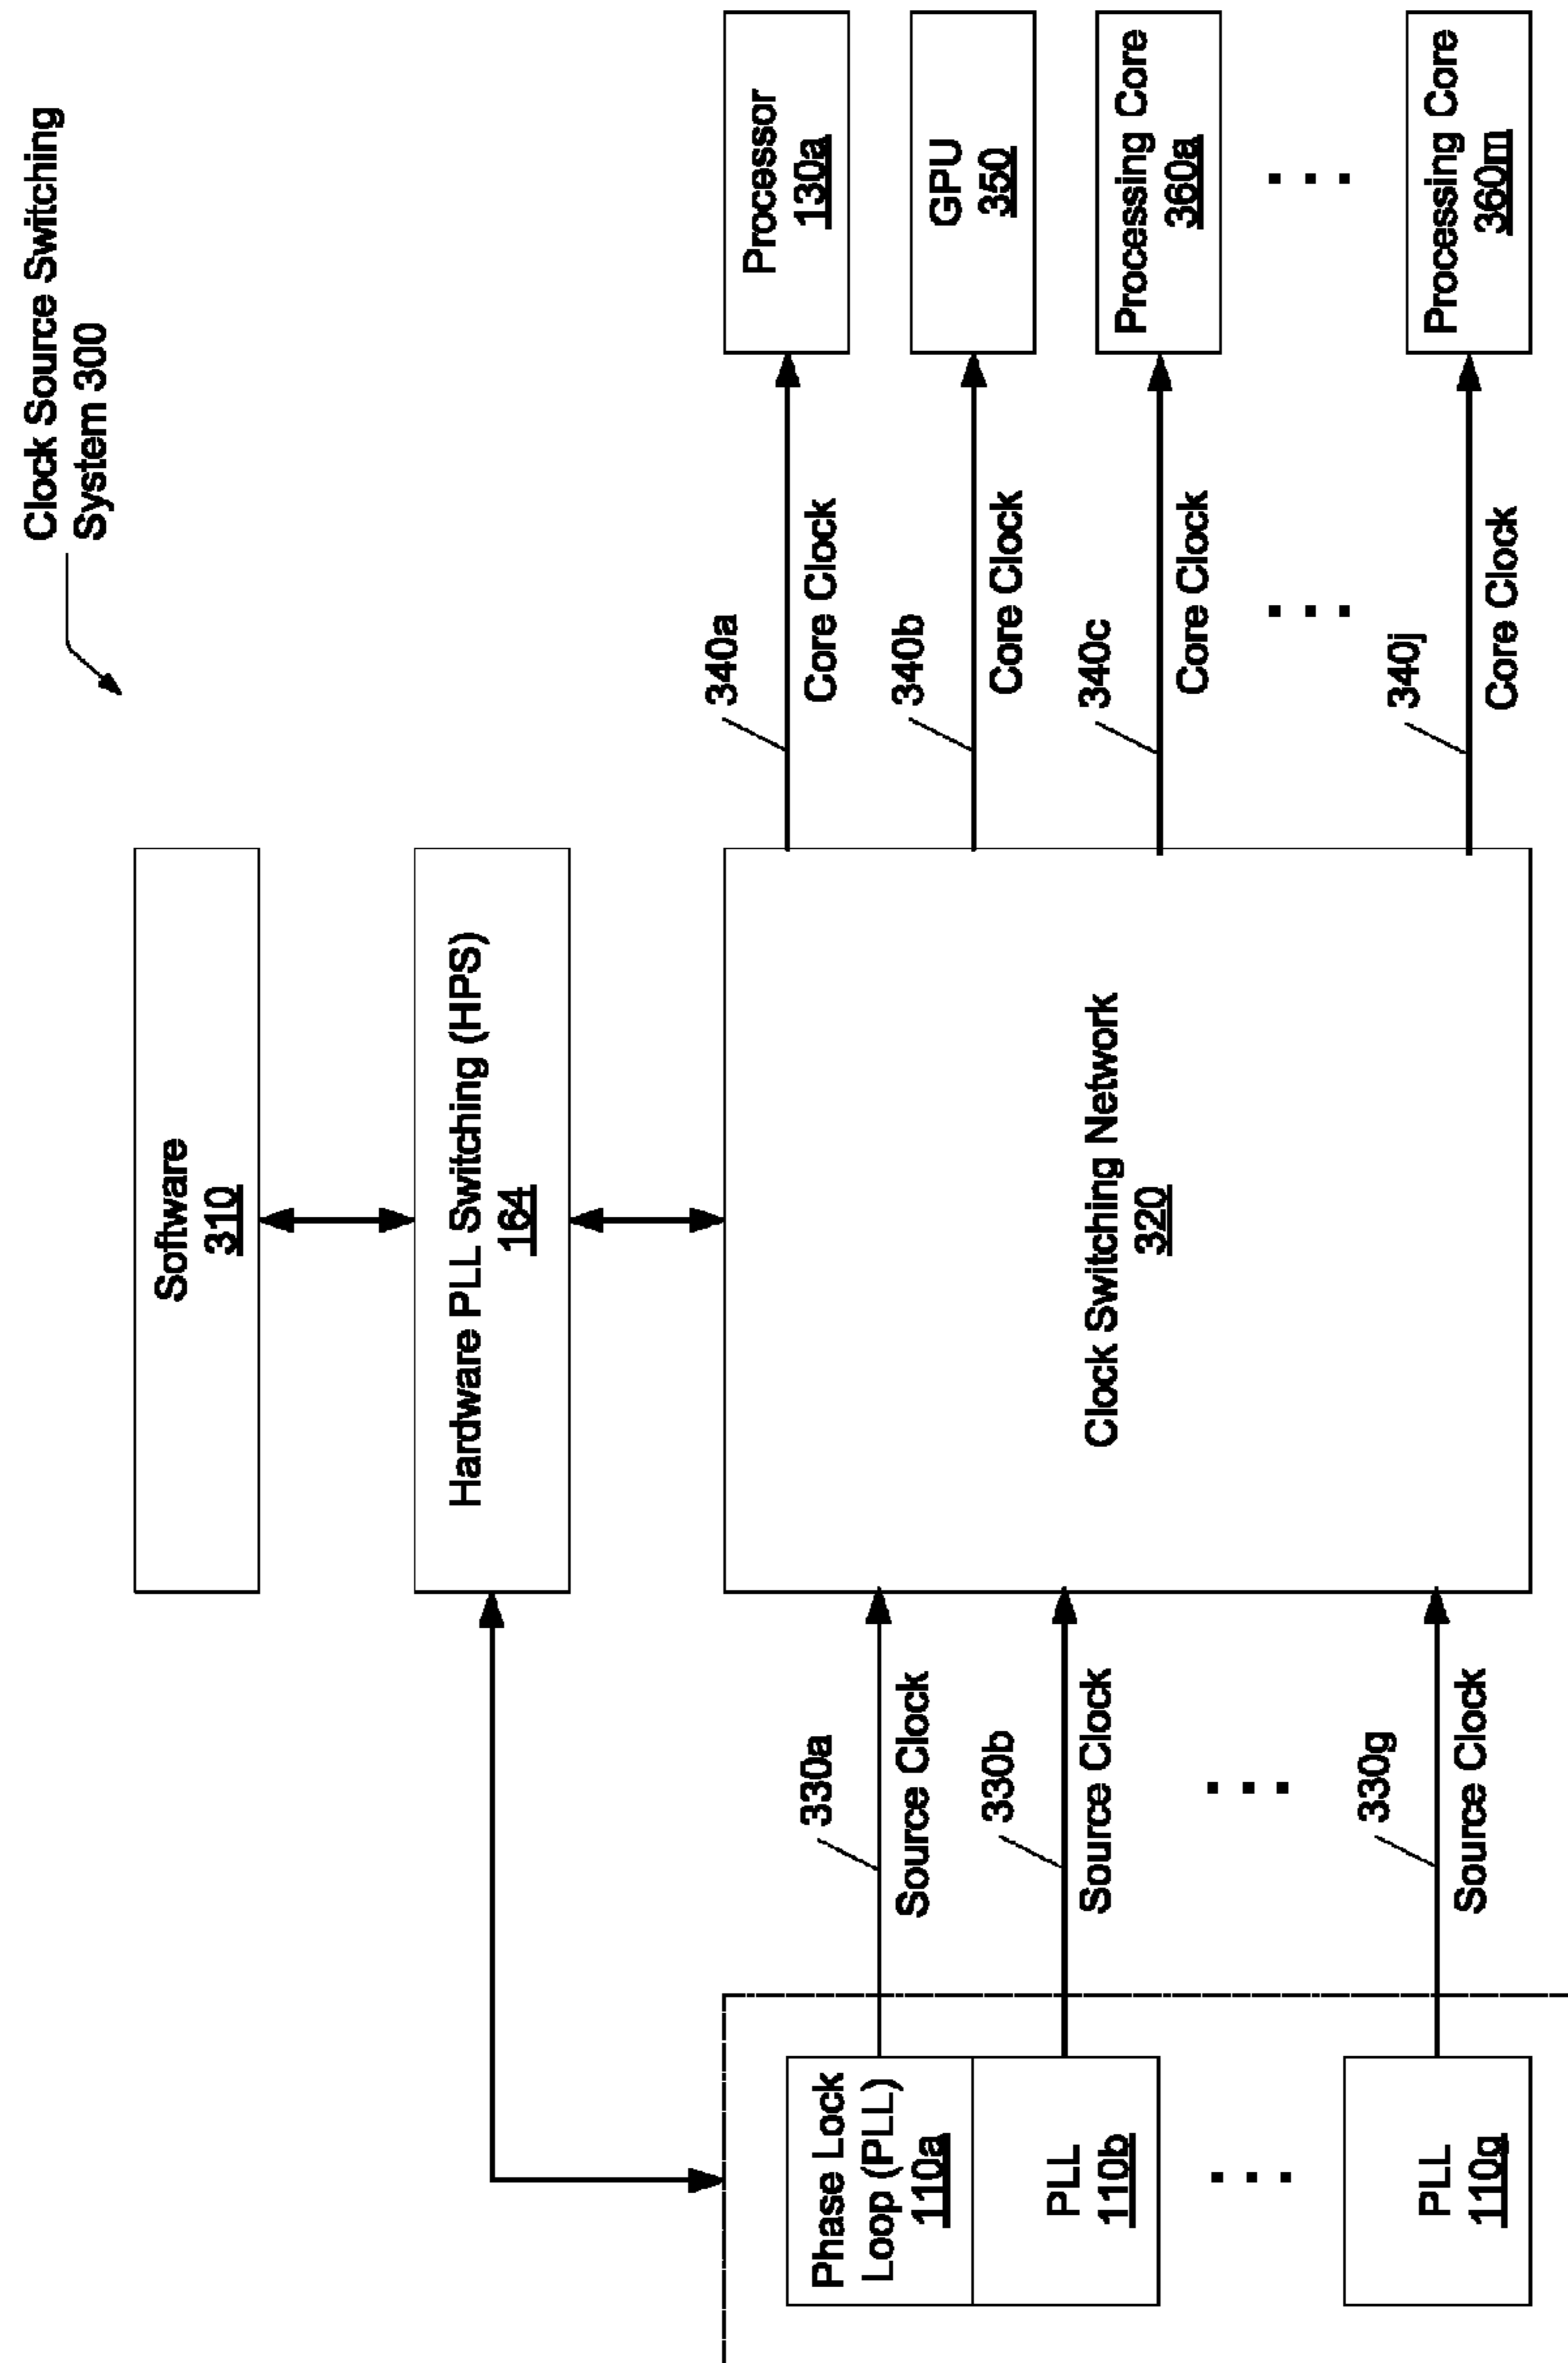 Clock Source Switching
System 300
Software
310
Hardware PLL Switching (HPS)
164
Phase Lock
Loop (PLL)
110a
PLL
110b
PLL
110g
330a
Source Clock
330b
Source Clock
330g
Source Clock
Clock Switching Network
320
340a
Core Clock
340b
Core Clock
340c
Core Clock
340j
Core Clock
Processor
130a
GPU
350
Processing Core
360a
Processing Core
360m